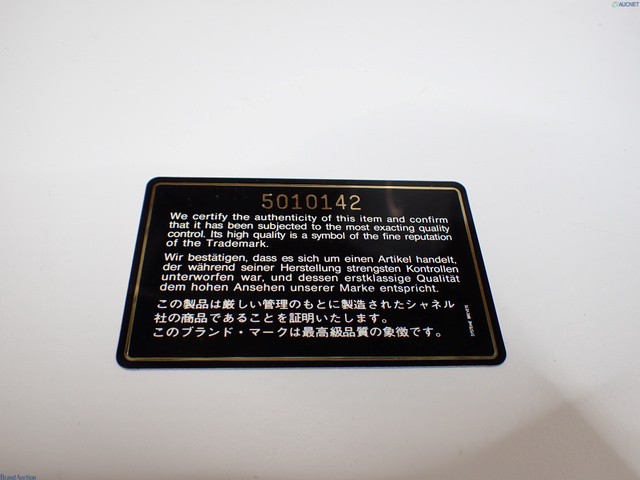 AUCNET
5010142
We certify the authenticity of this item and confirm
that it has been subjected to the most exacting quality
control. Its high quality is a symbol of the fine reputation
of the Trademark.
Wir bestätigen, dass es sich um einen Artikel handelt,
der während seiner Herstellung strengsten Kontrollen
unterworfen war, und dessen erstklassige Qualität
dem hohen Ansehen unserer Marke entspricht.
この製品は厳しい管理のもとに製造されたシャネル
社の商品であることを証明いたします。
このブランド・マークは最高級品質の象徴です。
BrandAuction